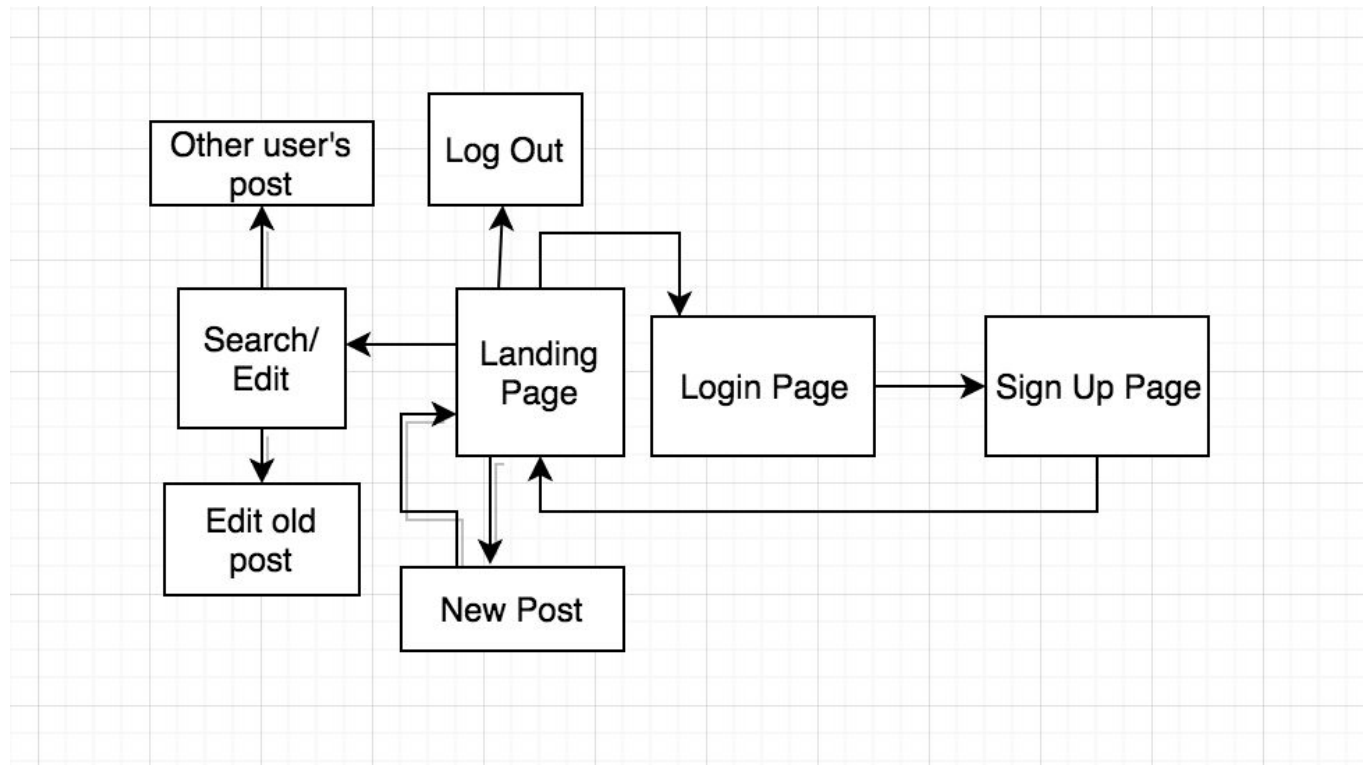 Other user's
post
Log Out
Search/
Edit
Landing
Page
Login Page
Sign Up Page
Edit old
post
New Post